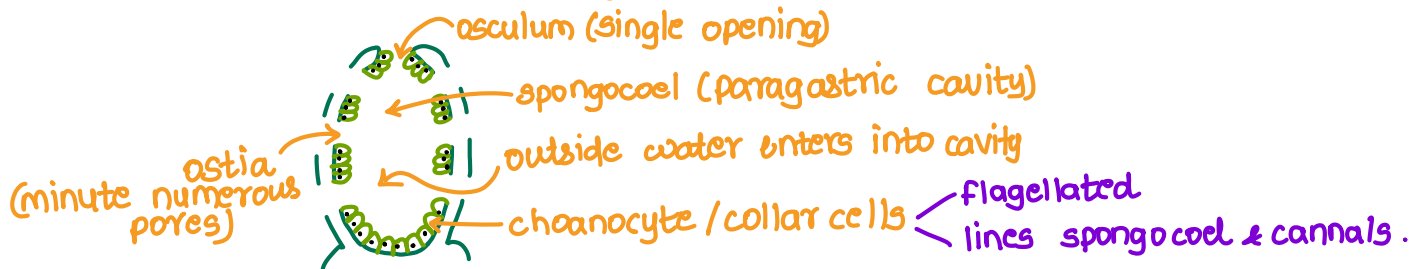 osculum (single opening)
spongocoel (paragastric cavity)
outside water enters into cavity
ostia
(minute numerous
pores)
choanocyte / collar cells
flagellated
lines spongocoel & cannals.